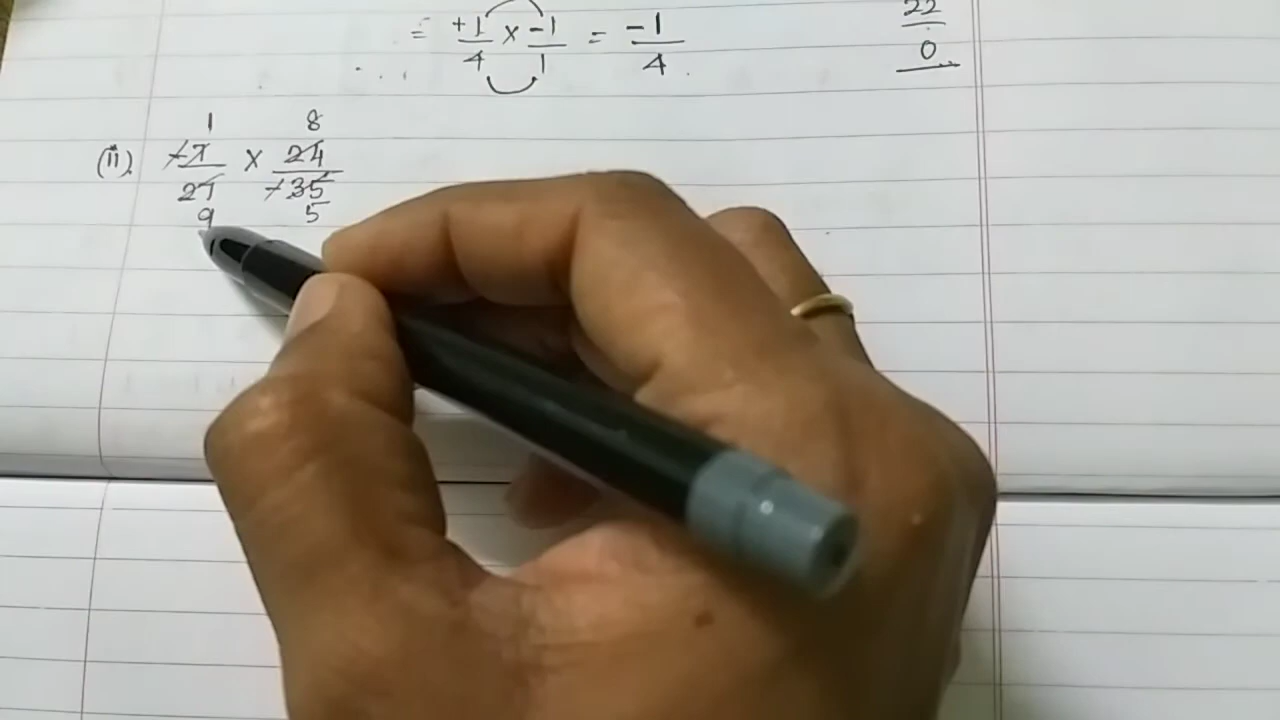 = +1/4 × -1/1 = -1/4
22
0
1 8
(ii). -7/27 × 24/-35
9 5